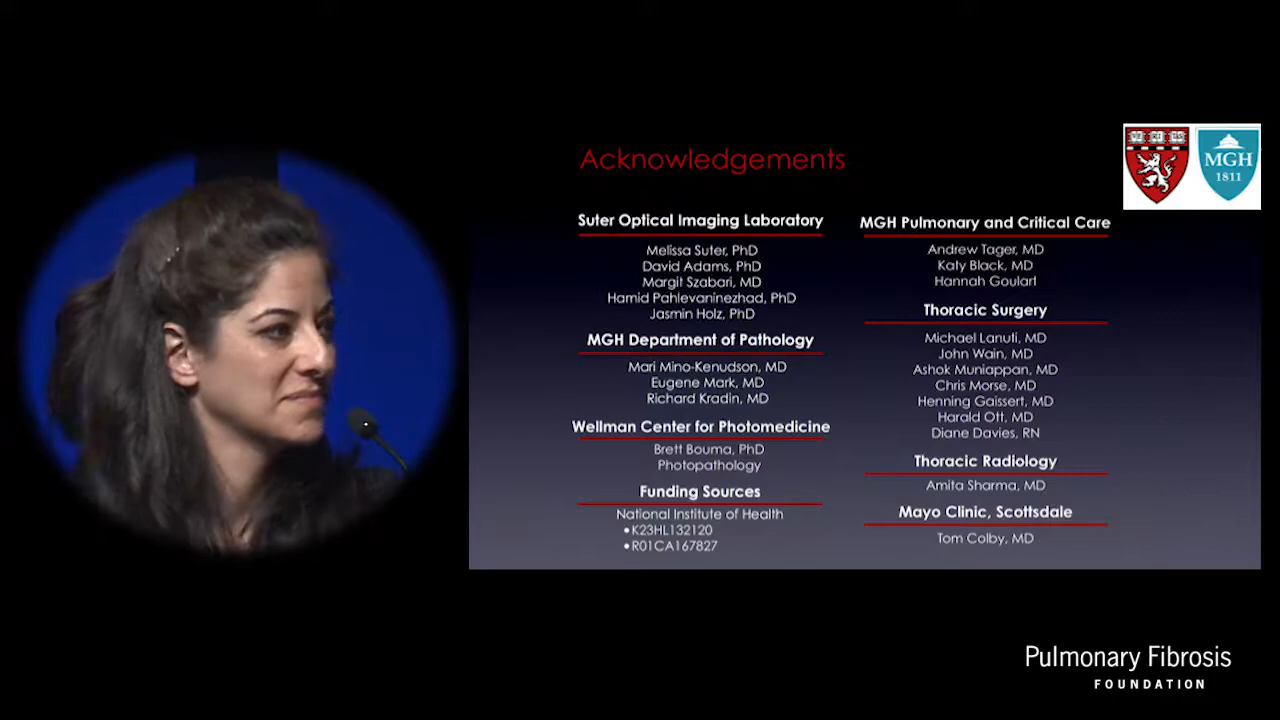 Acknowledgements
MGH
1811
Suter Optical Imaging Laboratory
Melissa Suter, PhD
David Adams, PhD
Margit Szabari, MD
Hamid Pahlevaninezhad, PhD
Jasmin Holz, PhD
MGH Department of Pathology
Mari Mino-Kenudson, MD
Eugene Mark, MD
Richard Kradin, MD
Wellman Center for Photomedicine
Brett Bouma, PhD
Photopathology
Funding Sources
National Institute of Health
•K23HL132120
•R01CA167827
MGH Pulmonary and Critical Care
Andrew Tager, MD
Katy Black, MD
Hannah Goulart
Thoracic Surgery
Michael Lanuti, MD
John Wain, MD
Ashok Muniappan, MD
Chris Morse, MD
Henning Gaissert, MD
Harald Ott, MD
Diane Davies, RN
Thoracic Radiology
Amita Sharma, MD
Mayo Clinic, Scottsdale
Tom Colby, MD
Pulmonary Fibrosis
FOUNDATION